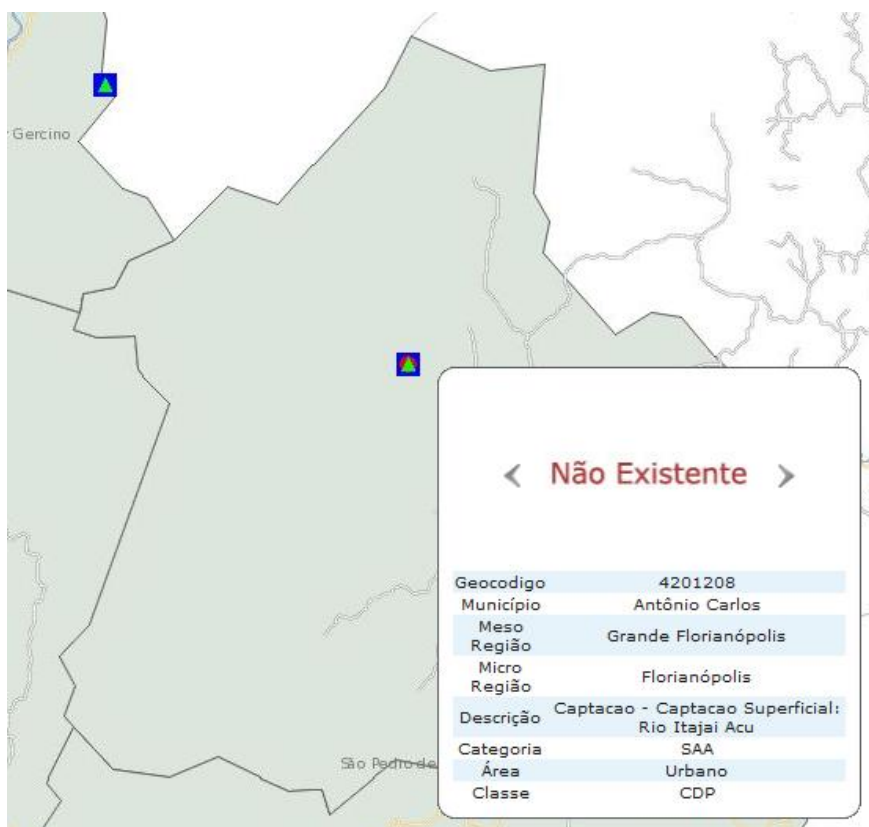 Gercino
Não Existente
Geocodigo 4201208
Município Antônio Carlos
Meso
Região Grande Florianópolis
Micro
Região Florianópolis
Descrição Captacao - Captacao Superficial:
Rio Itajai Acu
Categoria SAA
Área Urbano
Classe CDP
São Pedro de